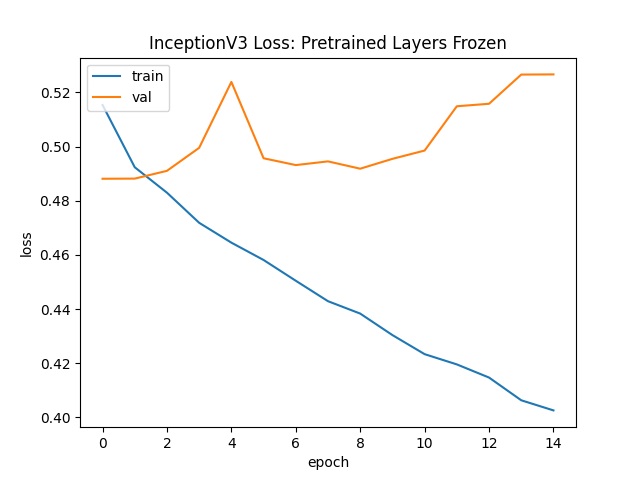 InceptionV3 Loss: Pretrained Layers Frozen
train
val
0.52
0.50
0.48
0.46
0.44
0.42
0.40
loss
0 2 4 6 8 10 12 14
epoch